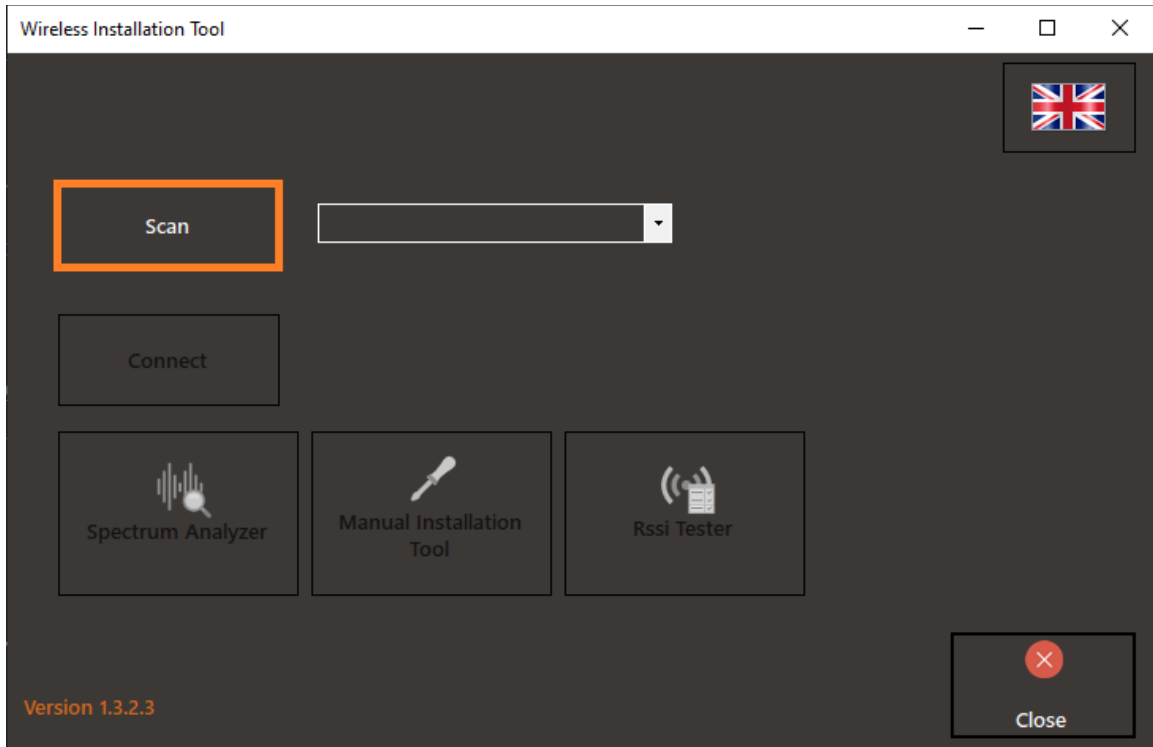 Wireless Installation Tool
Scan
Connect
Spectrum Analyzer
Manual Installation
Tool
Rssi Tester
Version 1.3.2.3
Close